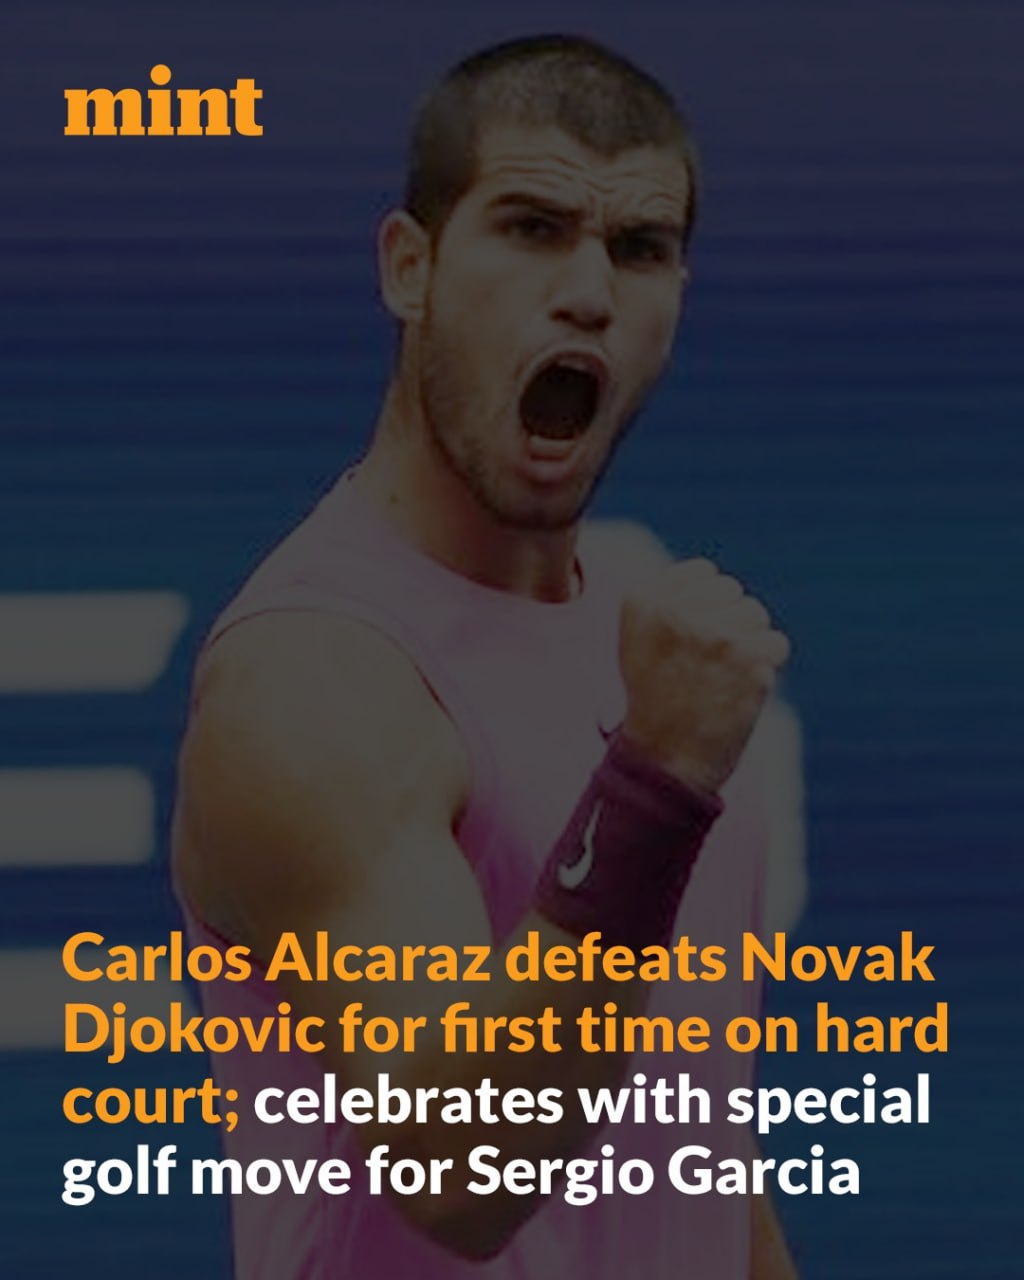 mint
Carlos Alcaraz defeats Novak
Djokovic for first time on hard
court; celebrates with special
golf move for Sergio Garcia